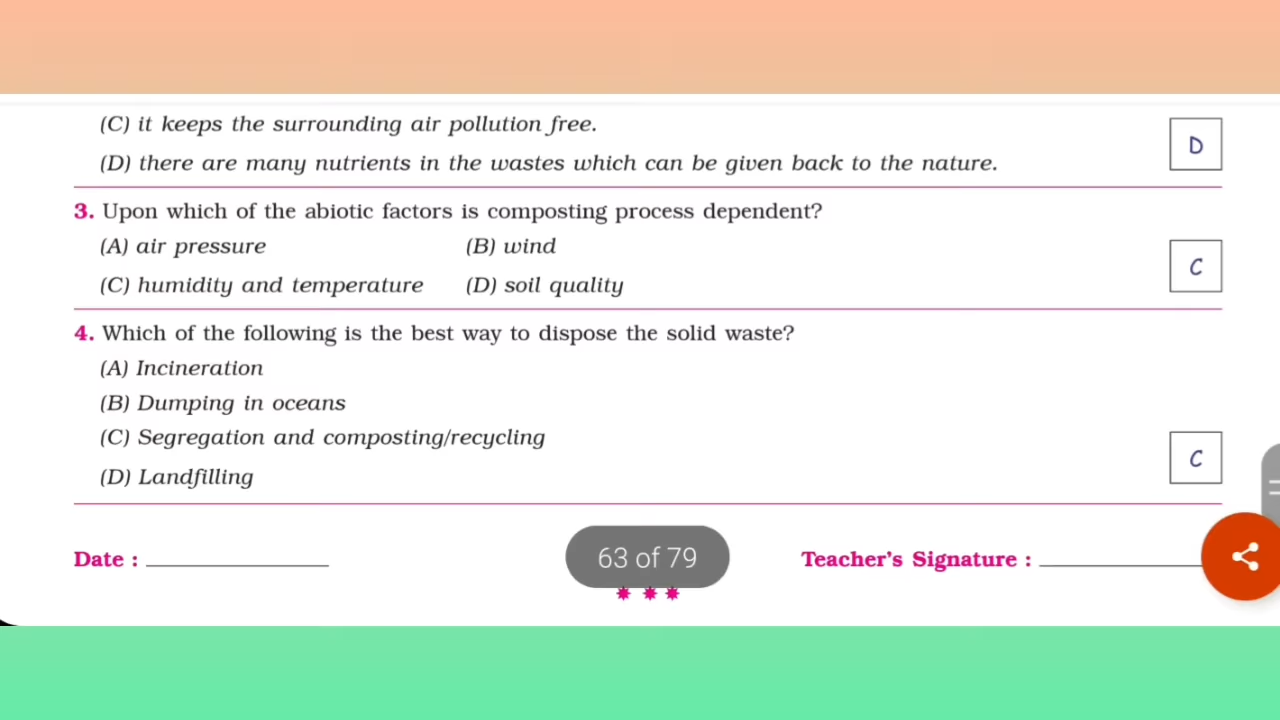 (C) it keeps the surrounding air pollution free.
(D) there are many nutrients in the wastes which can be given back to the nature.
D
3. Upon which of the abiotic factors is composting process dependent?
(A) air pressure (B) wind
(C) humidity and temperature (D) soil quality
C
4. Which of the following is the best way to dispose the solid waste?
(A) Incineration
(B) Dumping in oceans
(C) Segregation and composting/recycling
(D) Landfilling
C
Date : 63 of 79 Teacher's Signature :